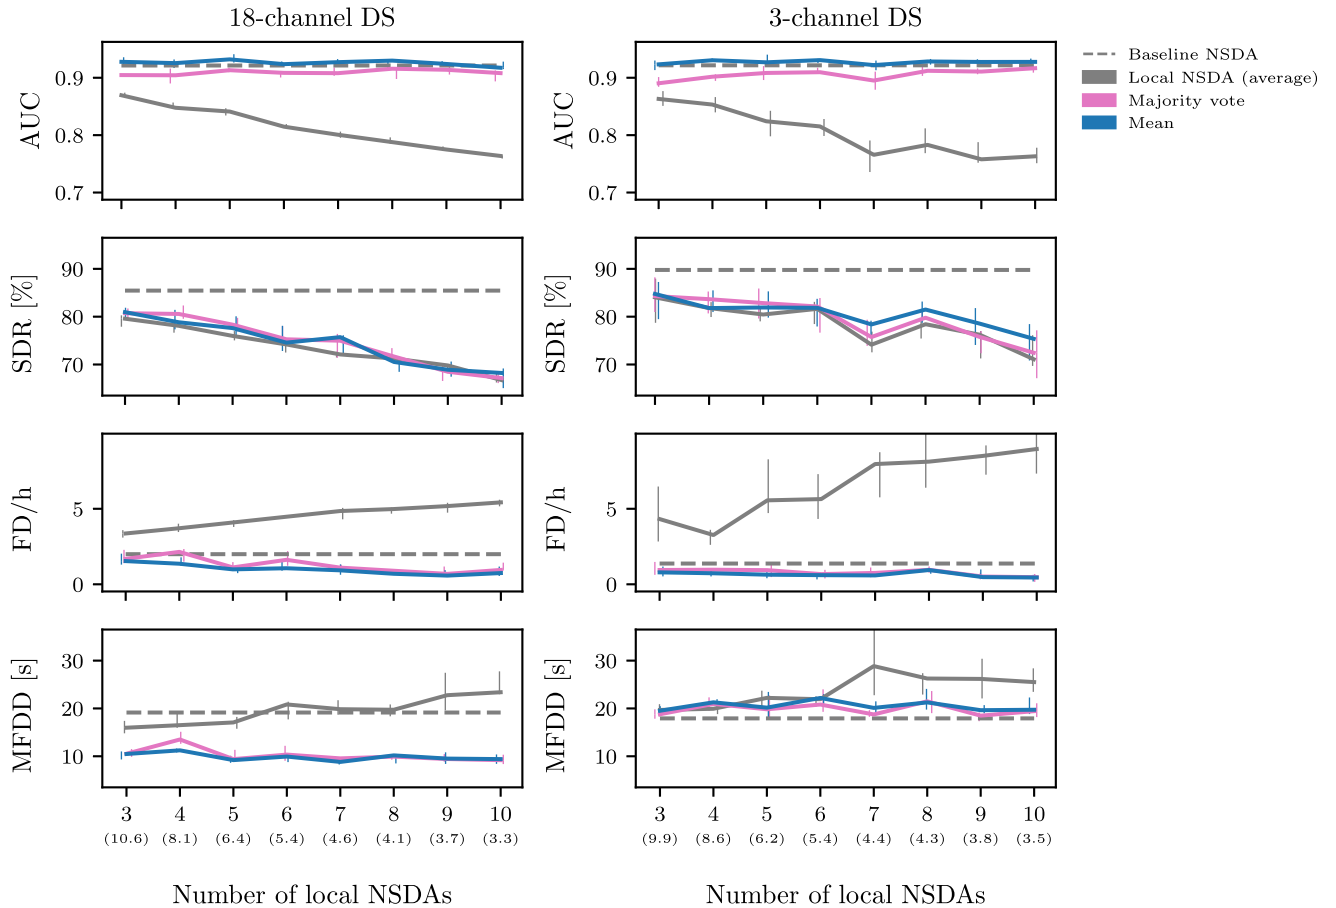 18-channel DS
3-channel DS
AUC
0.9
0.8
0.7
AUC
0.9
0.8
0.7
Baseline NSDA
Local NSDA (average)
Majority vote
Mean
SDR [%]
90
80
70
SDR [%]
90
80
70
FD/h
5
0
FD/h
5
0
MFDD [s]
30
20
10
MFDD [s]
30
20
10
3 4 5 6 7 8 9 10
(10.6) (8.1) (6.4) (5.4) (4.6) (4.1) (3.7) (3.3)
3 4 5 6 7 8 9 10
(9.9) (8.6) (6.2) (5.4) (4.4) (4.3) (3.8) (3.5)
Number of local NSDAs
Number of local NSDAs